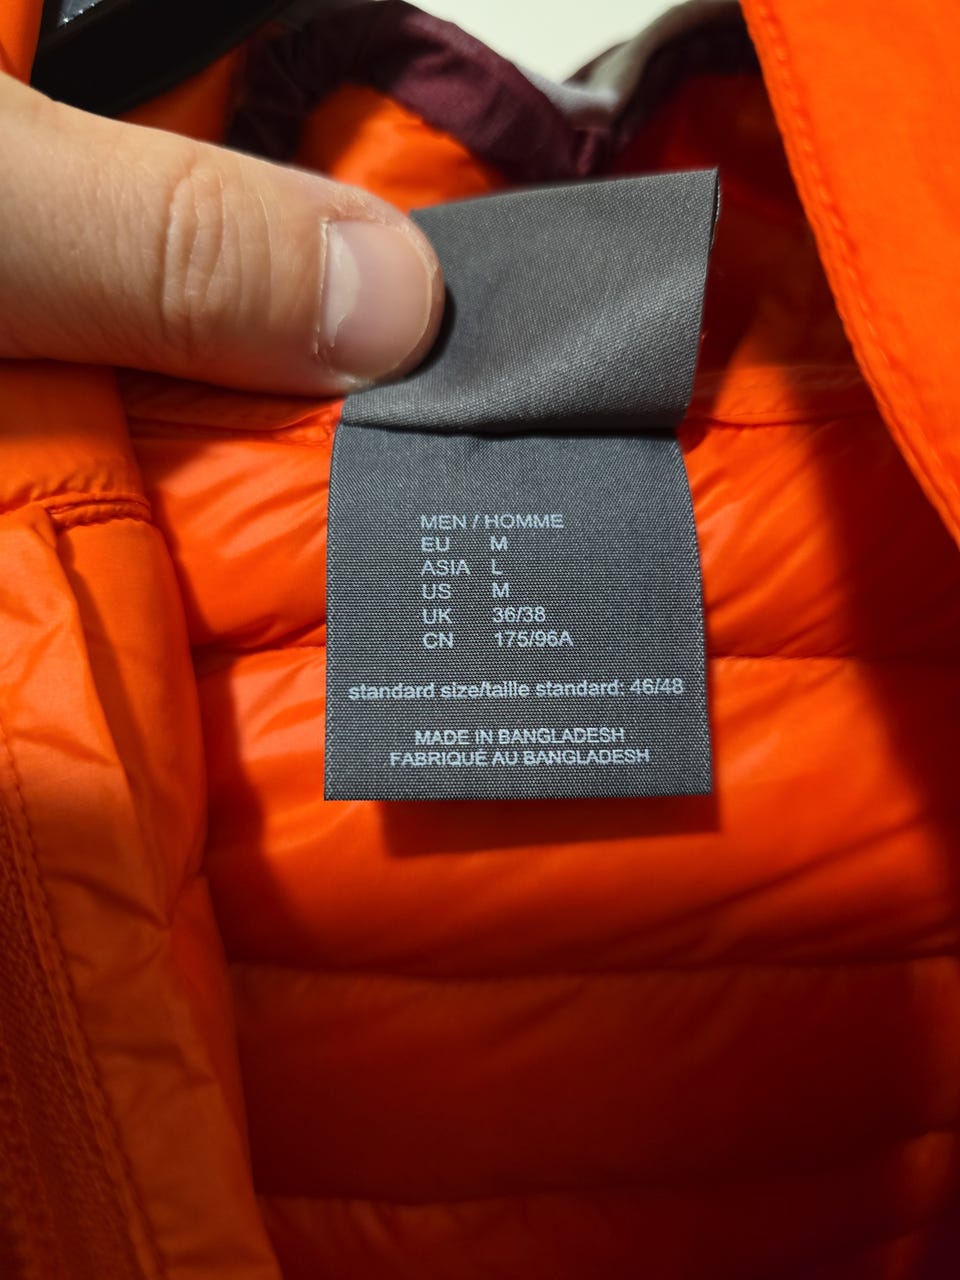 MEN / HOMME
EU M
ASIA L
US M
UK 36/38
CN 175/96A
standard size/taille standard: 46/48
MADE IN BANGLADESH
FABRIQUÉ AU BANGLADESH